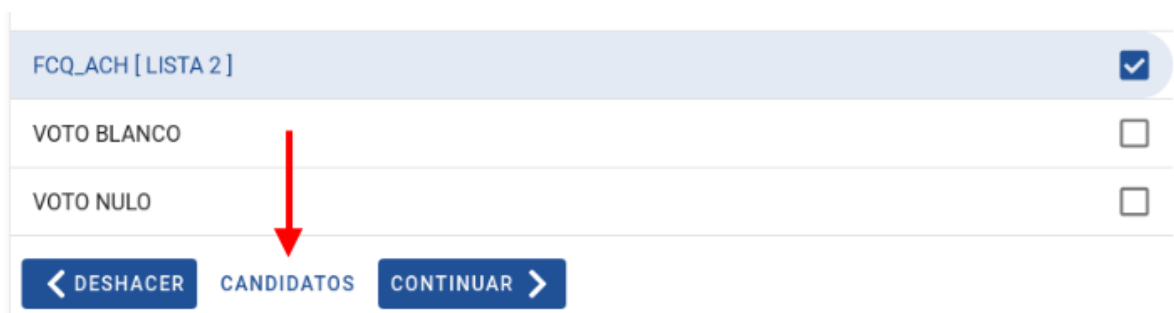 FCQ_ACH [ LISTA 2 ]
VOTO BLANCO
VOTO NULO
DESHACER CANDIDATOS CONTINUAR